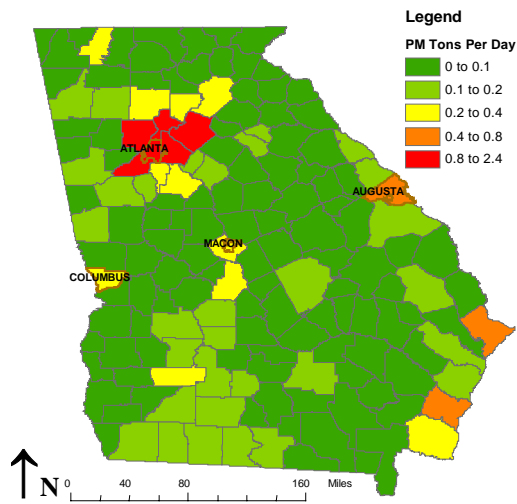 Legend
PM Tons Per Day
0 to 0.1
0.1 to 0.2
0.2 to 0.4
0.4 to 0.8
0.8 to 2.4
ATLANTA
AUGUSTA
MACON
COLUMBUS
N
0 40 80 160 Miles